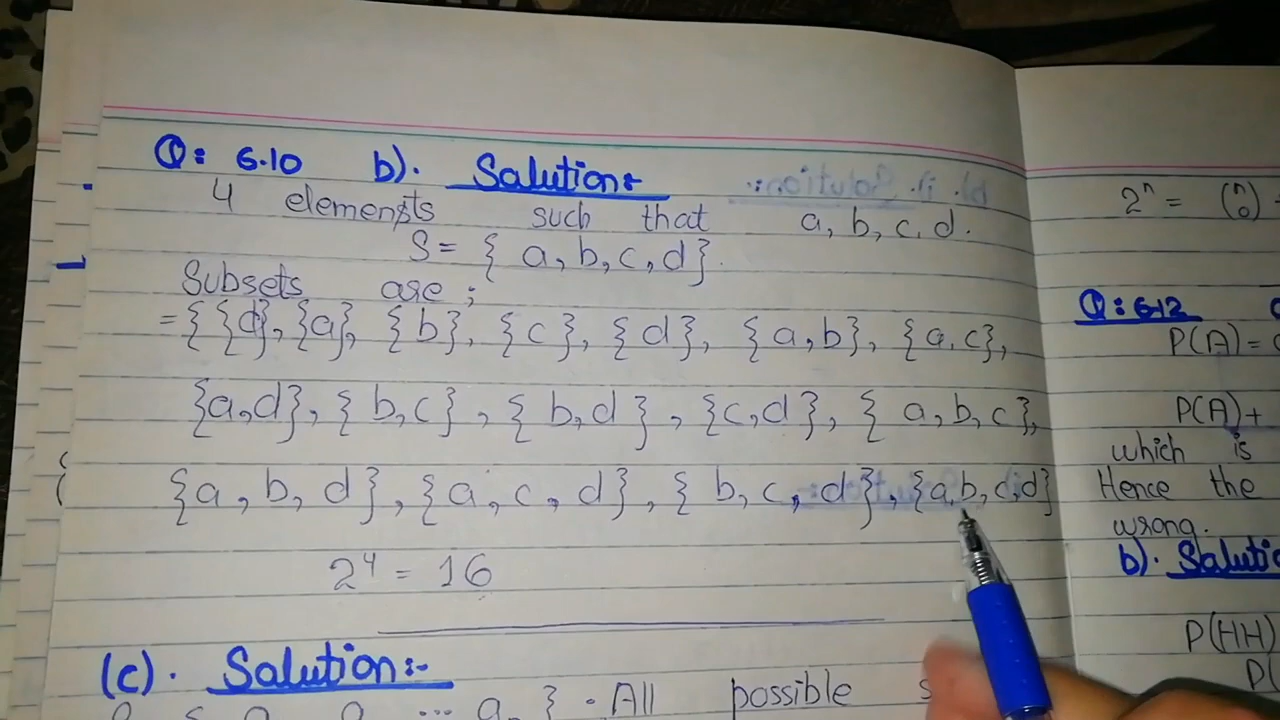 Q: 6.10 b). Salution:-
4 elements such that a, b, c, d.
S = { a, b, c, d }.
Subsets are ;
= { {d}, {a}, {b}, {c}, {d}, {a,b}, {a,c},
{a,d}, {b,c}, {b,d}, {c,d}, {a,b,c},
{a, b, d}, {a, c, d}, {b, c, d}, {a,b,c,d}
2⁴ = 16
(c). Salution:-
All possible
2ⁿ = (ⁿ₀)
Q: 6.12
P(A) =
P(A) +
which is
Hence the
wrong.
b). Saluti
P(HH)
P(